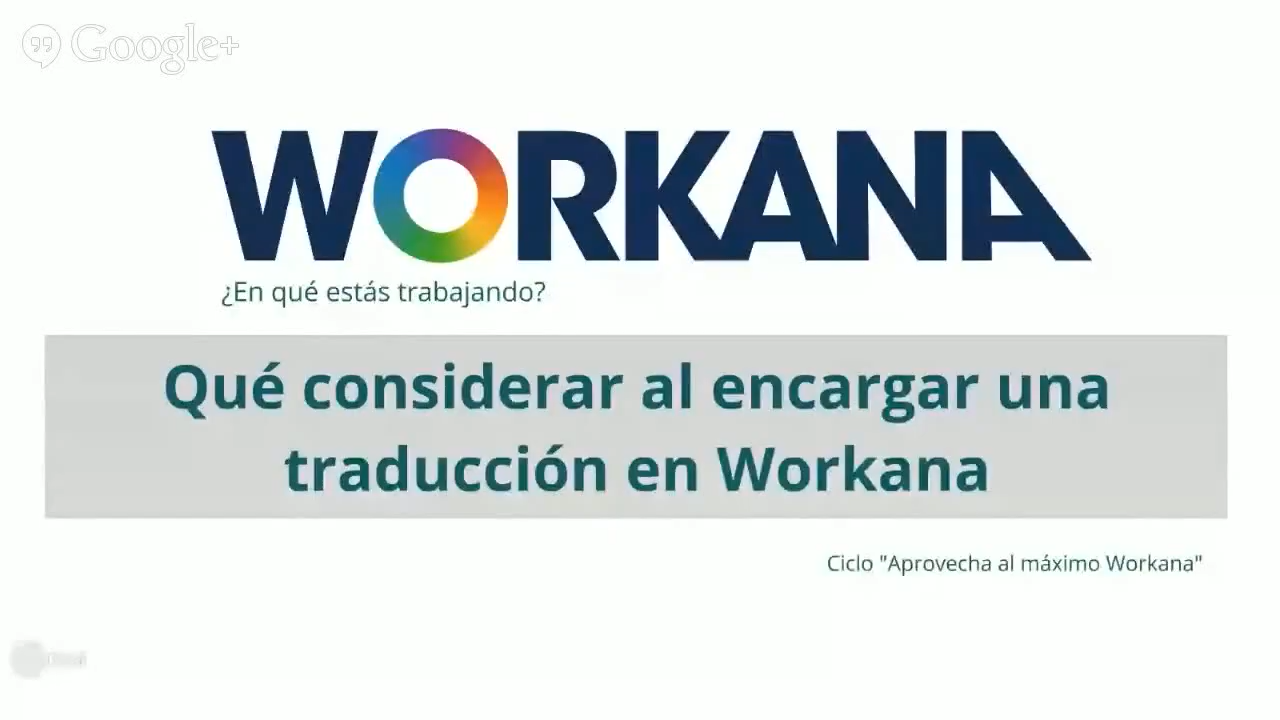 Google+
WORKANA
¿En qué estás trabajando?
Qué considerar al encargar una
traducción en Workana
Ciclo "Aprovecha al máximo Workana"